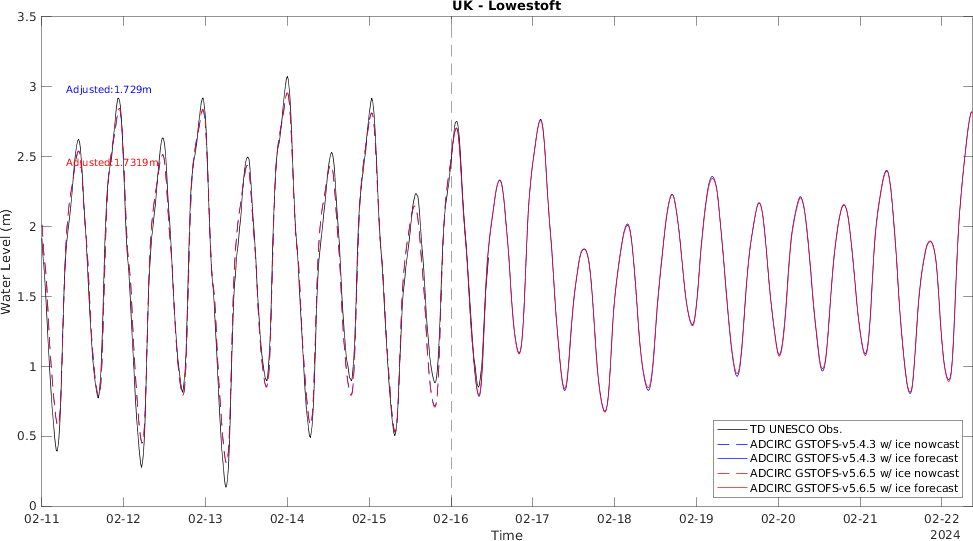 UK - Lowestoft
3.5
3
2.5
2
1.5
1
0.5
0
Water Level (m)
Adjusted:1.729m
Adjusted:1.7319m
TD UNESCO Obs.
ADCIRC GSTOFS-v5.4.3 w/ ice nowcast
ADCIRC GSTOFS-v5.4.3 w/ ice forecast
ADCIRC GSTOFS-v5.6.5 w/ ice nowcast
ADCIRC GSTOFS-v5.6.5 w/ ice forecast
02-11 02-12 02-13 02-14 02-15 02-16 02-17 02-18 02-19 02-20 02-21 02-22
Time
2024